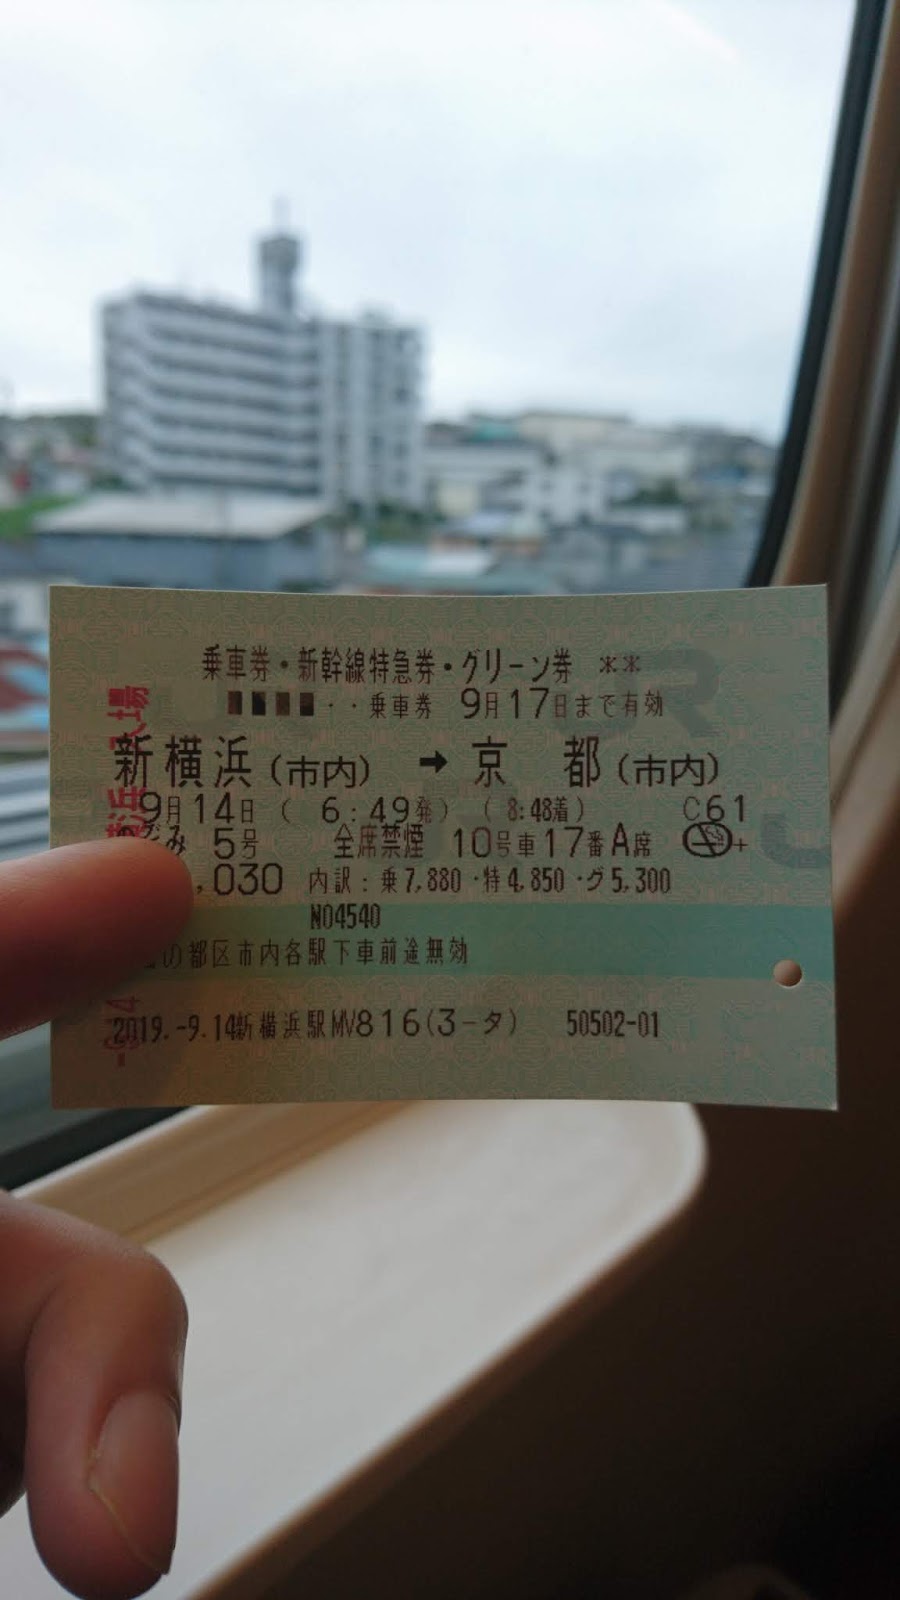 乗車券・新幹線特急券・グリーン券 **
■■■■・・乗車券 9月17日まで有効
新横浜(市内) ➡ 京 都(市内)
9月14日 ( 6:49発) ( 8:48着) C61
み 5号 全席禁煙 10号車17番A席
,030 内訳:乗7,880・特4,850・グ5,300
N04540
の都区市内各駅下車前途無効
2019.-9.14新横浜駅MV816(3-タ) 50502-01
入場